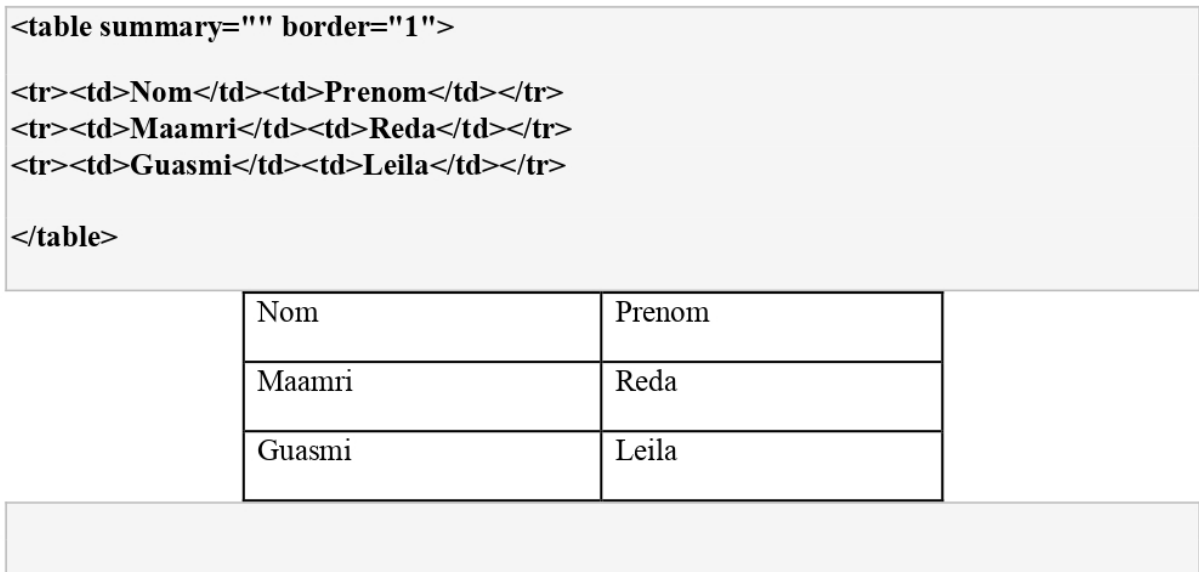 <table summary="" border="1">
<tr><td>Nom</td><td>Prenom</td></tr>
<tr><td>Maamri</td><td>Reda</td></tr>
<tr><td>Guasmi</td><td>Leila</td></tr>
</table>
Nom Prenom
Maamri Reda
Guasmi Leila